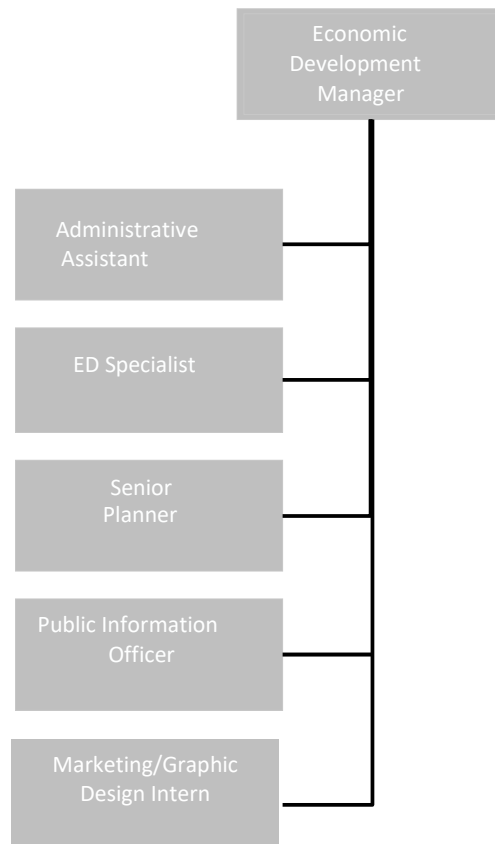 Economic
Development
Manager
Administrative
Assistant
ED Specialist
Senior
Planner
Public Information
Officer
Marketing/Graphic
Design Intern